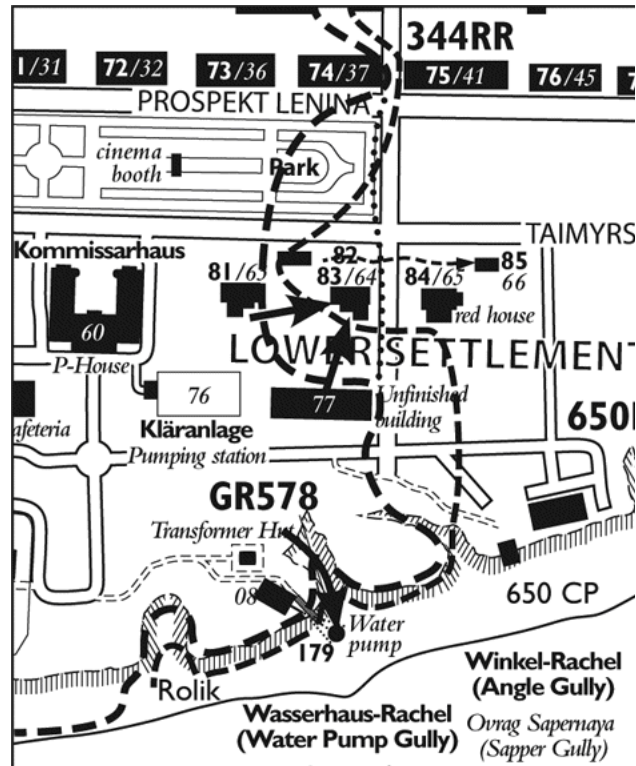 344RR
1/31
72/32
73/36
74/37
75/41
76/45
7
PROSPEKT LENINA
cinema
booth
Park
TAIMYRS
Kommissarhaus
82
81/63
83/64
84/65
85
66
red house
60
P-House
LOWER SETTLEMENT
76
77
Unfinished
building
afeteria
Kläranlage
Pumping station
650
GR578
Transformer Hut
08
650 CP
Water
pump
179
Rolik
Winkel-Rachel
(Angle Gully)
Wasserhaus-Rachel
(Water Pump Gully)
Ovrag Sapernaya
(Sapper Gully)